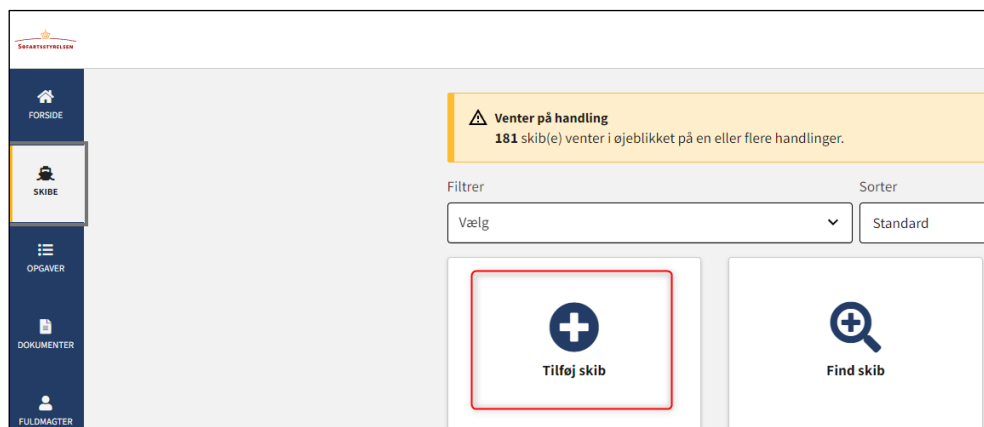 SØFARTSSTYRELSEN
FORSIDE
SKIBE
OPGAVER
DOKUMENTER
FULDMAGTER
Venter på handling
181 skib(e) venter i øjeblikket på en eller flere handlinger.
Filtrer
Sorter
Vælg
Standard
Tilføj skib
Find skib